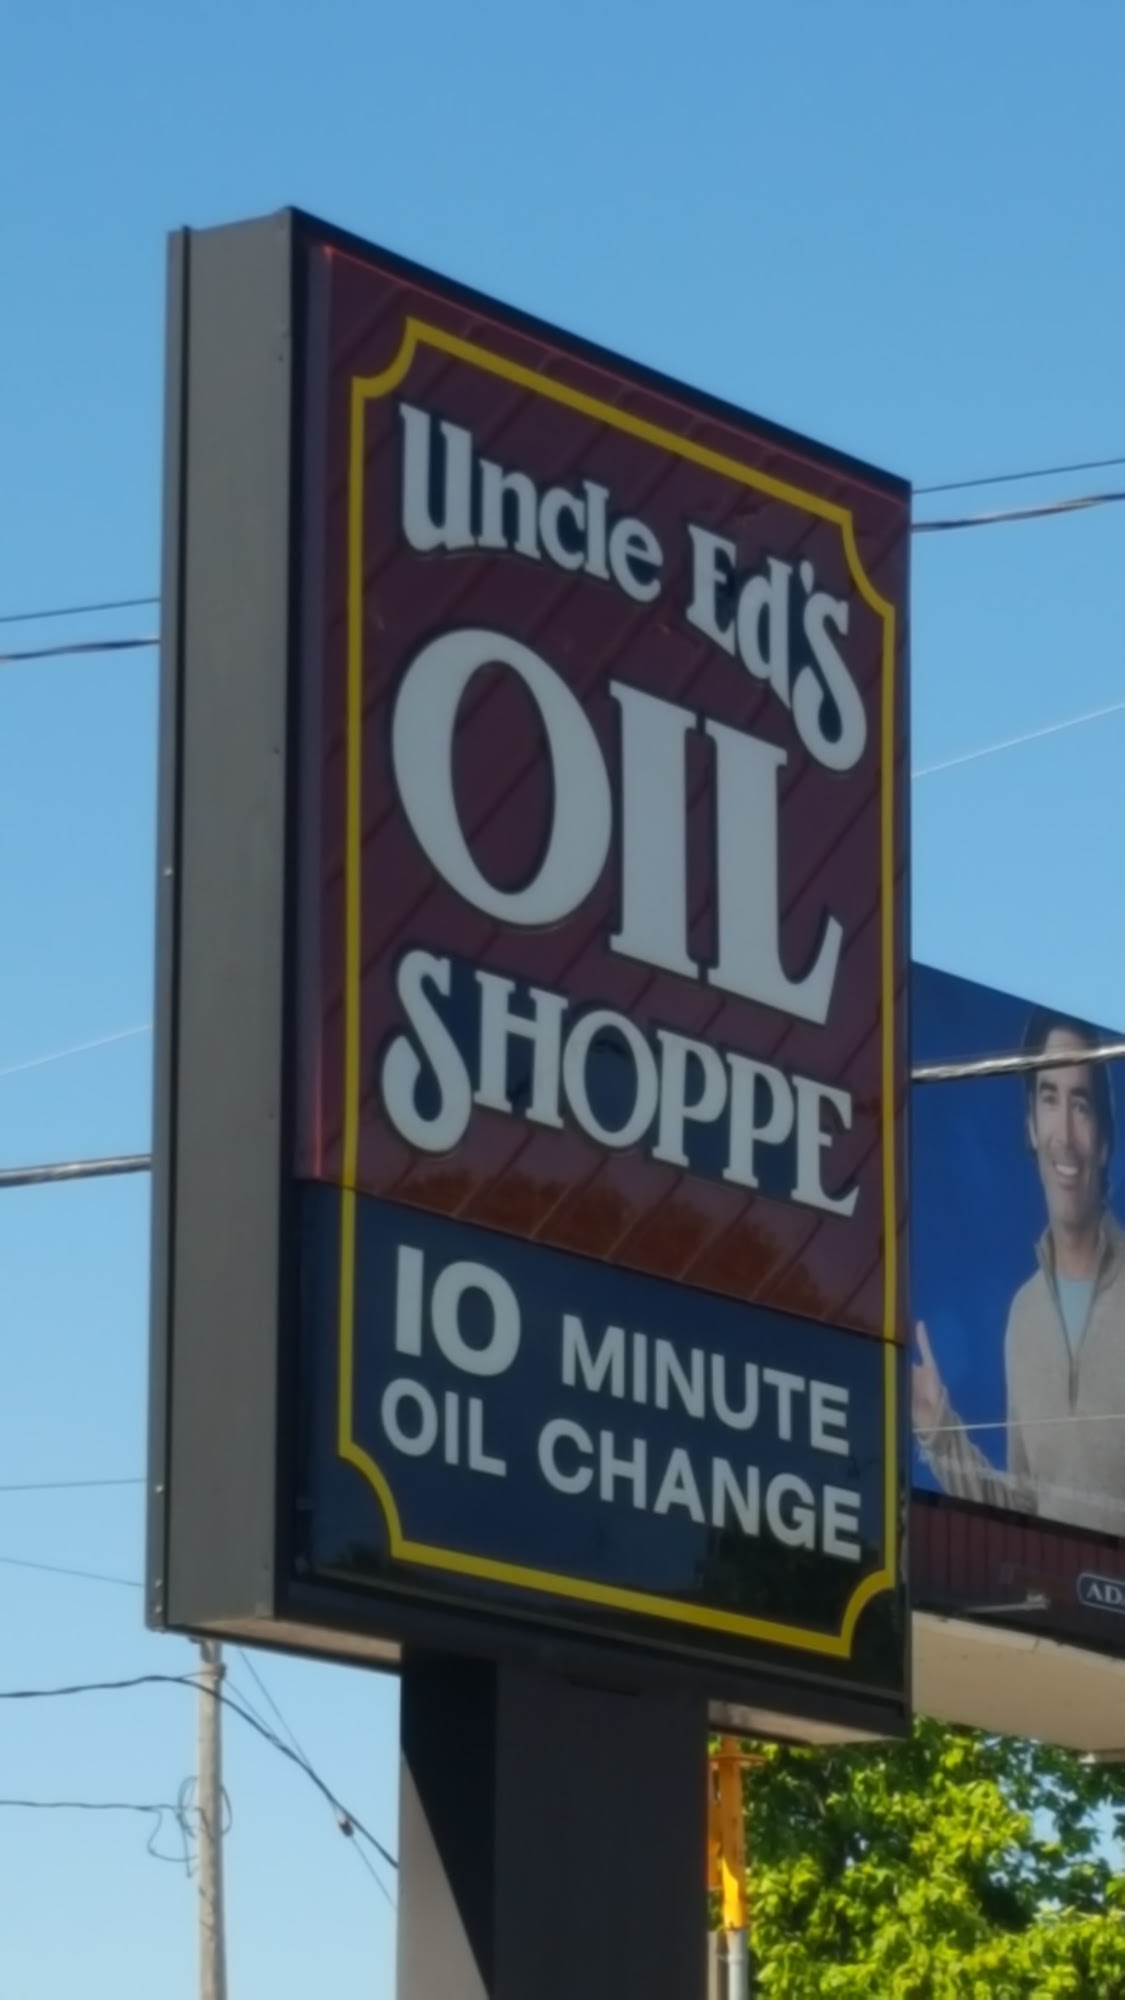 Uncle Ed's
OIL
SHOPPE
10 MINUTE
OIL CHANGE